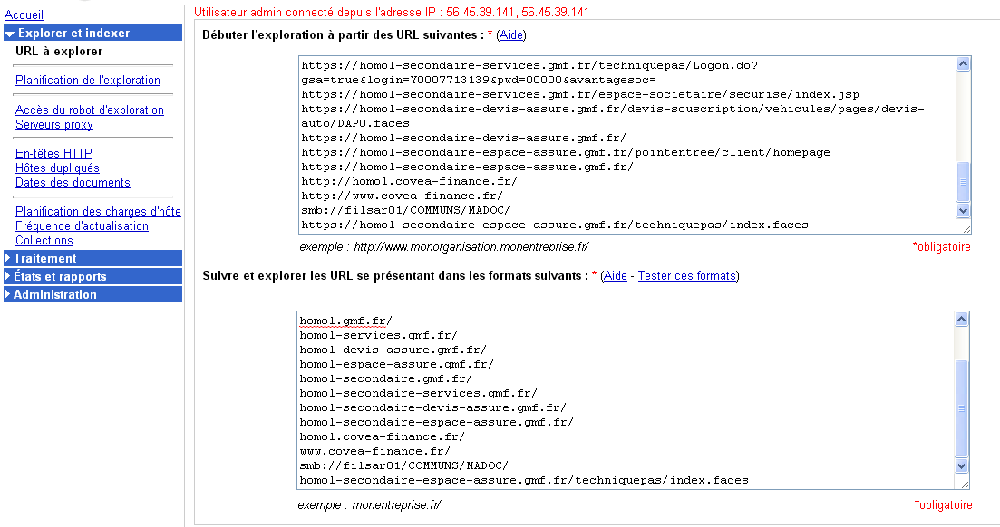 Accueil
Explorer et indexer
URL à explorer
Planification de l'exploration
Accès du robot d'exploration
Serveurs proxy
En-têtes HTTP
Hôtes dupliqués
Dates des documents
Planification des charges d'hôte
Fréquence d'actualisation
Collections
Traitement
États et rapports
Administration
Utilisateur admin connecté depuis l'adresse IP : 56.45.39.141, 56.45.39.141
Débuter l'exploration à partir des URL suivantes : * (Aide)
https://homol-secondaire-services.gmf.fr/techniquepas/Logon.do?
gsa=true&login=Y0007713139&pwd=00000&avantagesoc=
https://homol-secondaire-services.gmf.fr/espace-societaire/securise/index.jsp
https://homol-secondaire-devis-assure.gmf.fr/devis-souscription/vehicules/pages/devis-
auto/DAPO.faces
https://homol-secondaire-devis-assure.gmf.fr/
https://homol-secondaire-espace-assure.gmf.fr/pointentree/client/homepage
https://homol-secondaire-espace-assure.gmf.fr/
http://homol.covea-finance.fr/
http://www.covea-finance.fr/
smb://filsar01/COMMUNS/MADOC/
https://homol-secondaire-espace-assure.gmf.fr/techniquepas/index.faces
exemple : http://www.monorganisation.monentreprise.fr/
*obligatoire
Suivre et explorer les URL se présentant dans les formats suivants : * (Aide - Tester ces formats)
homol.gmf.fr/
homol-services.gmf.fr/
homol-devis-assure.gmf.fr/
homol-espace-assure.gmf.fr/
homol-secondaire.gmf.fr/
homol-secondaire-services.gmf.fr/
homol-secondaire-devis-assure.gmf.fr/
homol-secondaire-espace-assure.gmf.fr/
homol.covea-finance.fr/
www.covea-finance.fr/
smb://filsar01/COMMUNS/MADOC/
homol-secondaire-espace-assure.gmf.fr/techniquepas/index.faces
exemple : monentreprise.fr/
*obligatoire